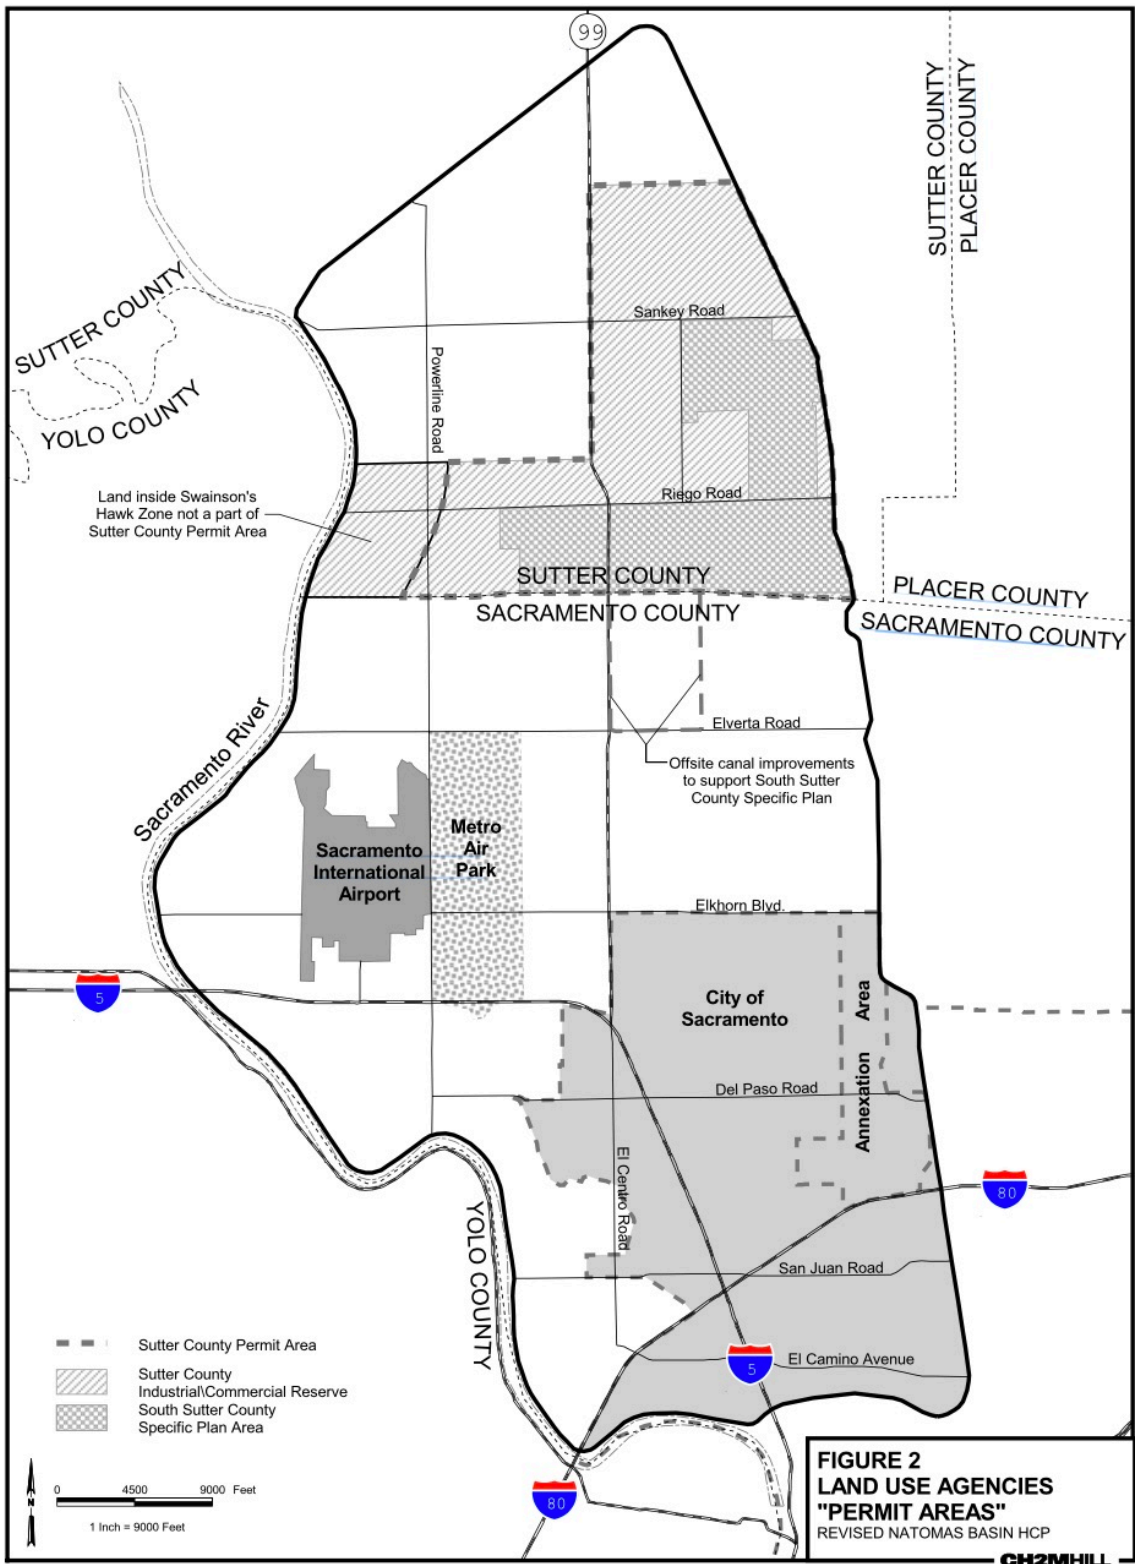 99
SUTTER COUNTY
PLACER COUNTY
Sankey Road
SUTTER COUNTY
YOLO COUNTY
Powerline Road
Land inside Swainson's
Hawk Zone not a part of
Sutter County Permit Area
Riego Road
SUTTER COUNTY
SACRAMENTO COUNTY
PLACER COUNTY
SACRAMENTO COUNTY
Sacramento River
Elverta Road
Offsite canal improvements
to support South Sutter
County Specific Plan
Metro
Air
Park
Sacramento
International
Airport
Elkhorn Blvd.
5
City of
Sacramento
Annexation Area
Del Paso Road
El Centro Road
80
YOLO COUNTY
San Juan Road
5
El Camino Avenue
Sutter County Permit Area
Sutter County
Industrial\Commercial Reserve
South Sutter County
Specific Plan Area
N
0 4500 9000 Feet
1 Inch = 9000 Feet
80
FIGURE 2
LAND USE AGENCIES
"PERMIT AREAS"
REVISED NATOMAS BASIN HCP
CH2MHILL